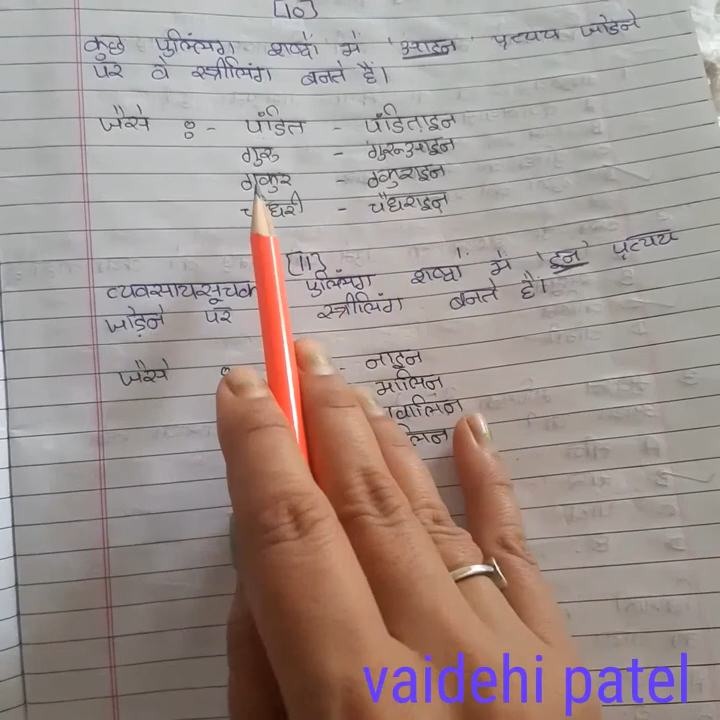 [10]
कुछ पुल्लिंग शब्दों में 'आइन' प्रत्यय जोडने
पर वे स्त्रीलिंग बनते हैं।
जैसे :- पंडित - पंडिताइन
गुरु - गुरुआइन
ठाकुर - ठकुराइन
चौधरी - चौधराइन
[11]
व्यवसायसूचक पुल्लिंग शब्दों में 'इन' प्रत्यय
जोड़ने पर स्त्रीलिंग बनते हैं।
जैसे - नाइन
मालिन
vaidehi patel